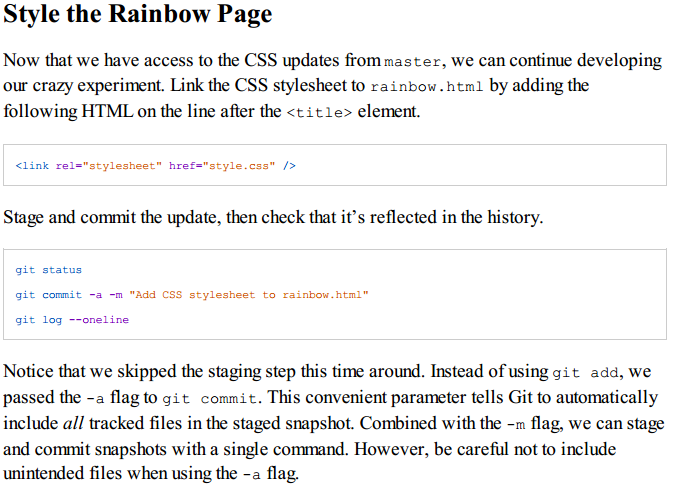 Style the Rainbow Page
Now that we have access to the CSS updates from master, we can continue developing
our crazy experiment. Link the CSS stylesheet to rainbow.html by adding the
following HTML on the line after the <title> element.
<link rel="stylesheet" href="style.css" />
Stage and commit the update, then check that it’s reflected in the history.
git status
git commit -a -m "Add CSS stylesheet to rainbow.html"
git log --oneline
Notice that we skipped the staging step this time around. Instead of using git add, we
passed the -a flag to git commit. This convenient parameter tells Git to automatically
include all tracked files in the staged snapshot. Combined with the -m flag, we can stage
and commit snapshots with a single command. However, be careful not to include
unintended files when using the -a flag.